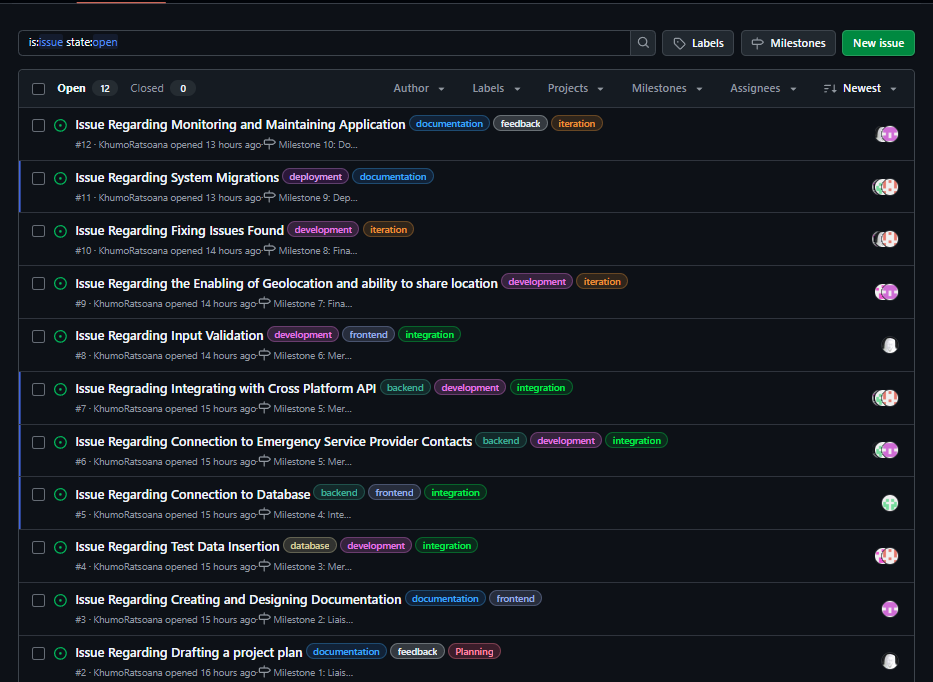 is:issue state:open
Labels
Milestones
New issue
Open 12 Closed 0 Author Labels Projects Milestones Assignees Newest
Issue Regarding Monitoring and Maintaining Application documentation feedback iteration
#12 · KhumoRatsoana opened 13 hours ago Milestone 10: Do...
Issue Regarding System Migrations deployment documentation
#11 · KhumoRatsoana opened 13 hours ago Milestone 9: Dep...
Issue Regarding Fixing Issues Found development iteration
#10 · KhumoRatsoana opened 14 hours ago Milestone 8: Fina...
Issue Regarding the Enabling of Geolocation and ability to share location development iteration
#9 · KhumoRatsoana opened 14 hours ago Milestone 7: Fina...
Issue Regarding Input Validation development frontend integration
#8 · KhumoRatsoana opened 14 hours ago Milestone 6: Mer...
Issue Regrading Integrating with Cross Platform API backend development integration
#7 · KhumoRatsoana opened 15 hours ago Milestone 5: Mer...
Issue Regarding Connection to Emergency Service Provider Contacts backend development integration
#6 · KhumoRatsoana opened 15 hours ago Milestone 5: Mer...
Issue Regarding Connection to Database backend frontend integration
#5 · KhumoRatsoana opened 15 hours ago Milestone 4: Inte...
Issue Regarding Test Data Insertion database development integration
#4 · KhumoRatsoana opened 15 hours ago Milestone 3: Mer...
Issue Regarding Creating and Designing Documentation documentation frontend
#3 · KhumoRatsoana opened 15 hours ago Milestone 2: Liais...
Issue Regarding Drafting a project plan documentation feedback Planning
#2 · KhumoRatsoana opened 16 hours ago Milestone 1: Liais...